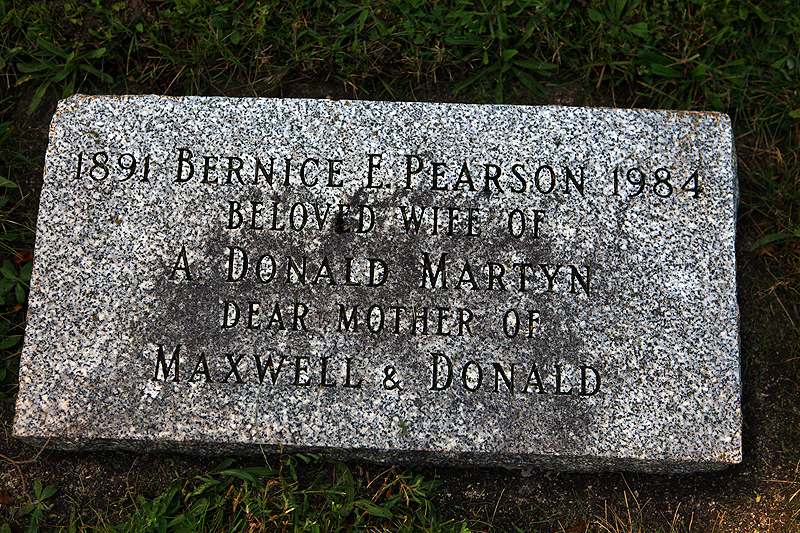 1891 BERNICE E. PEARSON 1984
BELOVED WIFE OF
A. DONALD MARTYN
DEAR MOTHER OF
MAXWELL & DONALD